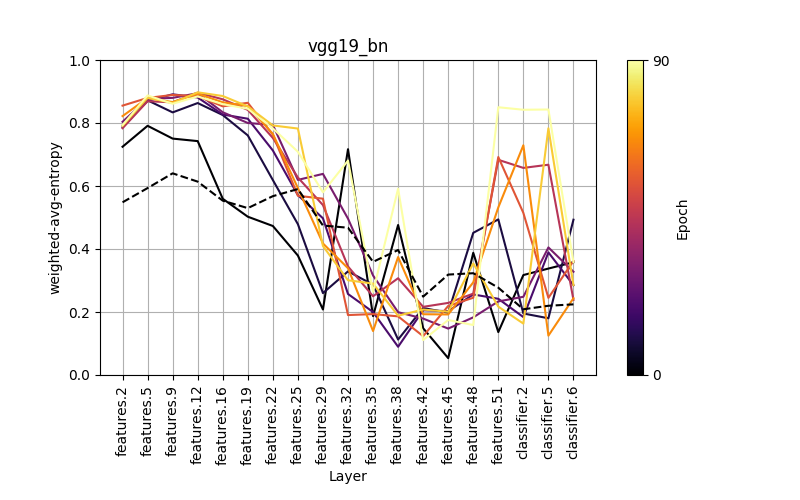 vgg19_bn
weighted-avg-entropy
1.0
0.8
0.6
0.4
0.2
0.0
features.2
features.5
features.9
features.12
features.16
features.19
features.22
features.25
features.29
features.32
features.35
features.38
features.42
features.45
features.48
features.51
classifier.2
classifier.5
classifier.6
Layer
90
0
Epoch